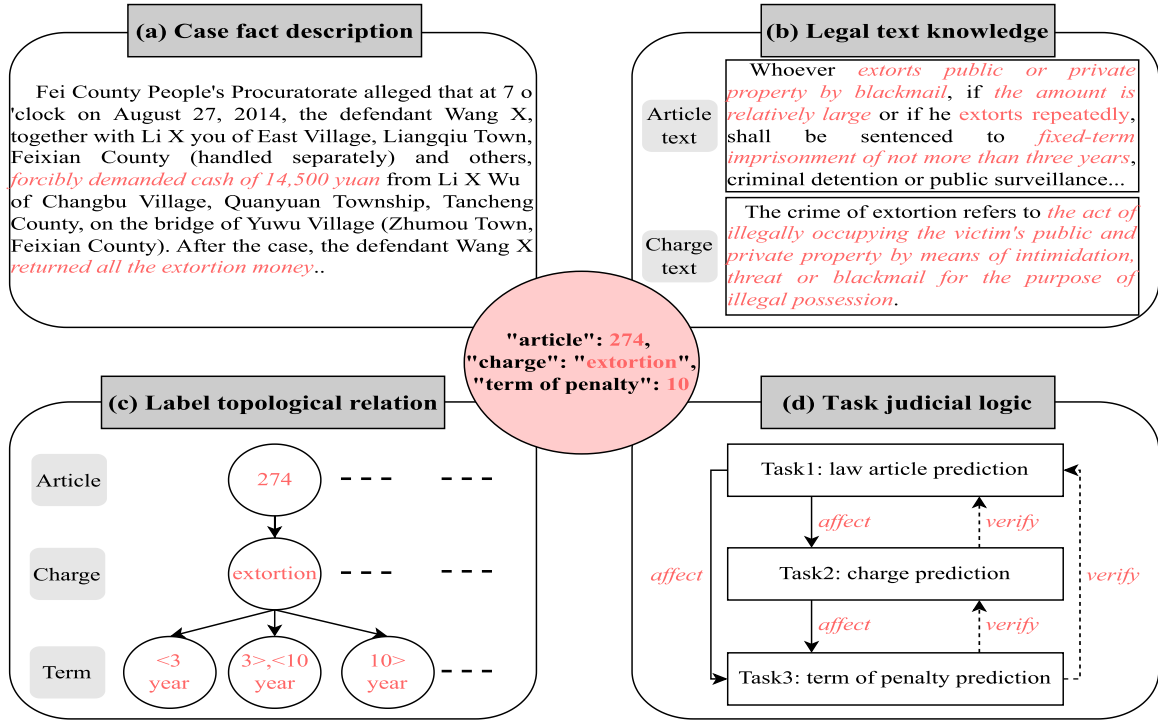 (a) Case fact description
Fei County People's Procuratorate alleged that at 7 o
'clock on August 27, 2014, the defendant Wang X,
together with Li X you of East Village, Liangqiu Town,
Feixian County (handled separately) and others,
forcibly demanded cash of 14,500 yuan from Li X Wu
of Changbu Village, Quanyuan Township, Tancheng
County, on the bridge of Yuwu Village (Zhumou Town,
Feixian County). After the case, the defendant Wang X
returned all the extortion money..
(b) Legal text knowledge
Article
text
Whoever extorts public or private
property by blackmail, if the amount is
relatively large or if he extorts repeatedly,
shall be sentenced to fixed-term
imprisonment of not more than three years,
criminal detention or public surveillance...
Charge
text
The crime of extortion refers to the act of
illegally occupying the victim's public and
private property by means of intimidation,
threat or blackmail for the purpose of
illegal possession.
"article": 274,
"charge": "extortion",
"term of penalty": 10
(c) Label topological relation
Article
274
Charge
extortion
Term
<3
year
3>,<10
year
10>
year
(d) Task judicial logic
Task1: law article prediction
affect
verify
affect
Task2: charge prediction
verify
affect
verify
Task3: term of penalty prediction